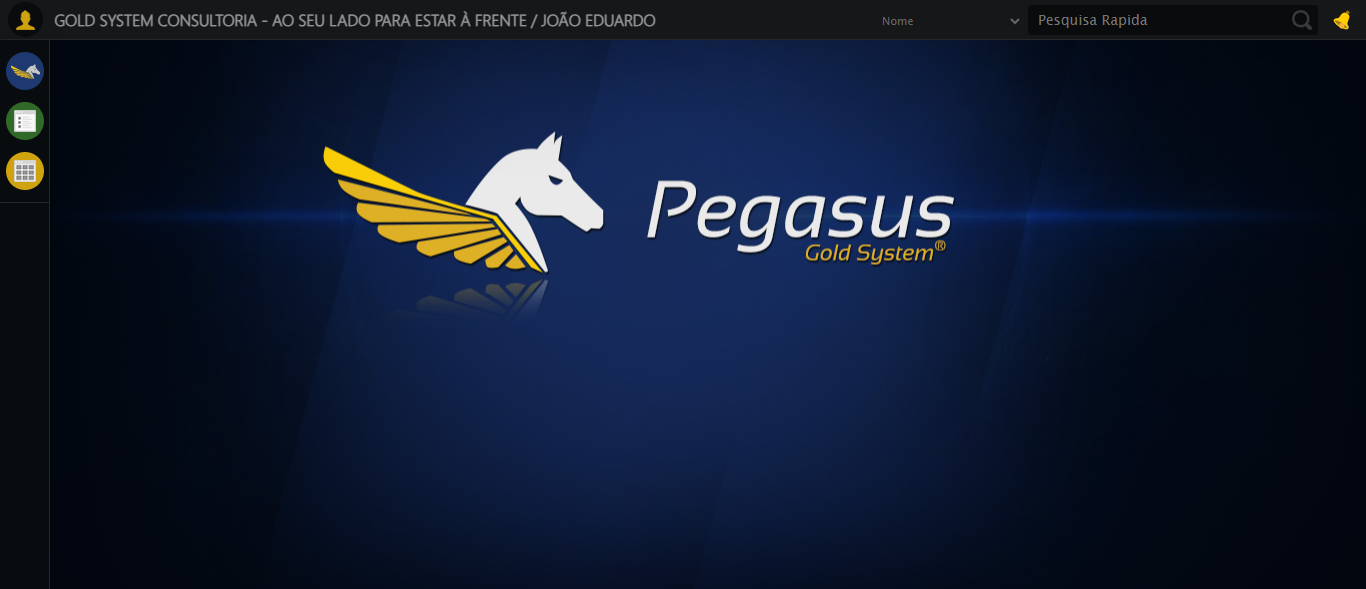 GOLD SYSTEM CONSULTORIA - AO SEU LADO PARA ESTAR À FRENTE / JOÃO EDUARDO
Nome
Pesquisa Rapida
Pegasus
Gold System®